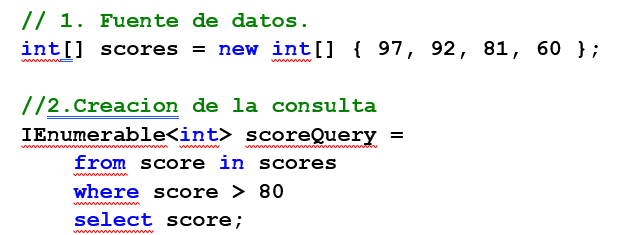 // 1. Fuente de datos.
int[] scores = new int[] { 97, 92, 81, 60 };
//2.Creacion de la consulta
IEnumerable<int> scoreQuery =
from score in scores
where score > 80
select score;